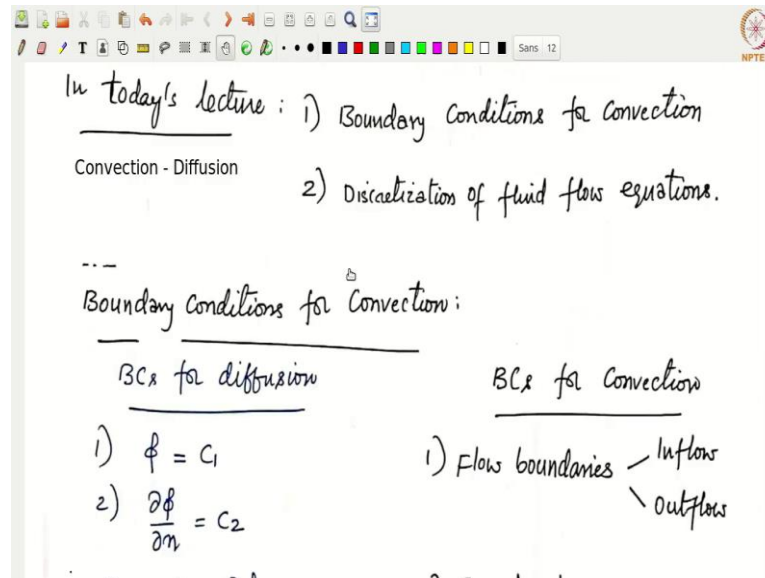 Sans 12
NPTE
In today's lecture : 1) Boundary Conditions for Convection
Convection - Diffusion
2) Discretization of fluid flow equations.
Boundary Conditions for Convection :
BCs for diffusion
BCs for Convection
1) ϕ = C1
1) Flow boundaries
Inflow
Outflow
2) ∂ϕ/∂n = C2